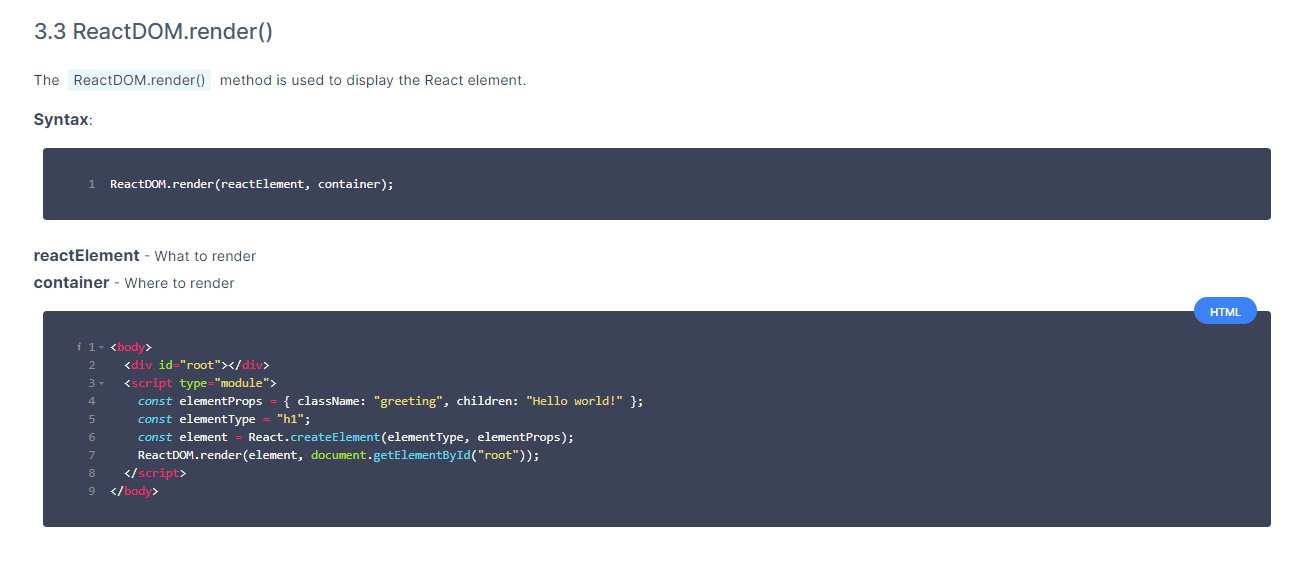 3.3 ReactDOM.render()
The ReactDOM.render() method is used to display the React element.
Syntax:
1 ReactDOM.render(reactElement, container);
reactElement - What to render
container - Where to render
HTML
i 1 <body>
2 <div id="root"></div>
3 <script type="module">
4 const elementProps = { className: "greeting", children: "Hello world!" };
5 const elementType = "h1";
6 const element = React.createElement(elementType, elementProps);
7 ReactDOM.render(element, document.getElementById("root"));
8 </script>
9 </body>